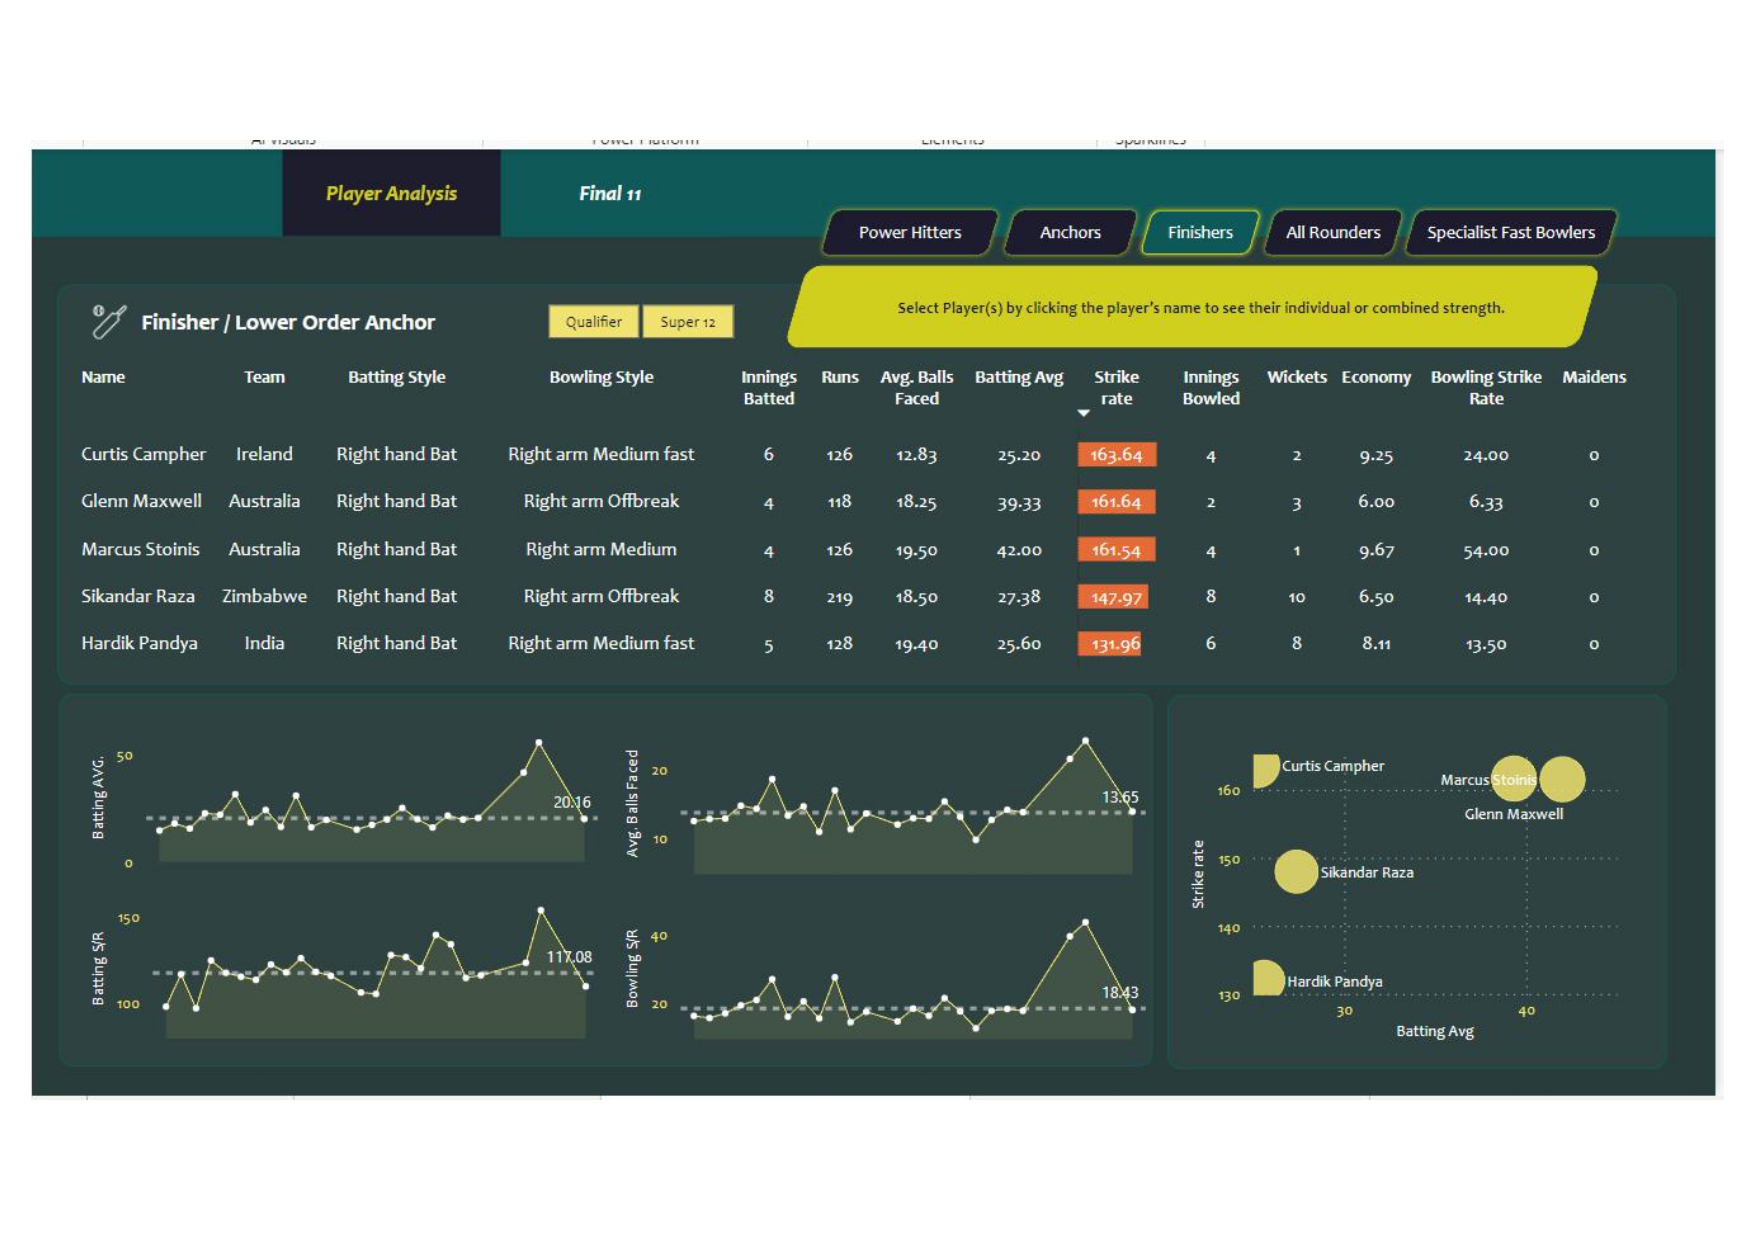 Player Analysis
Final 11
Power Hitters
Anchors
Finishers
All Rounders
Specialist Fast Bowlers
Select Player(s) by clicking the player's name to see their individual or combined strength.
Finisher / Lower Order Anchor
Qualifier
Super 12
Name Team Batting Style Bowling Style Innings Batted Runs Avg. Balls Faced Batting Avg Strike rate Innings Bowled Wickets Economy Bowling Strike Rate Maidens
Curtis Campher Ireland Right hand Bat Right arm Medium fast 6 126 12.83 25.20 163.64 4 2 9.25 24.00 0
Glenn Maxwell Australia Right hand Bat Right arm Offbreak 4 118 18.25 39.33 161.64 2 3 6.00 6.33 0
Marcus Stoinis Australia Right hand Bat Right arm Medium 4 126 19.50 42.00 161.54 4 1 9.67 54.00 0
Sikandar Raza Zimbabwe Right hand Bat Right arm Offbreak 8 219 18.50 27.38 147.97 8 10 6.50 14.40 0
Hardik Pandya India Right hand Bat Right arm Medium fast 5 128 19.40 25.60 131.96 6 8 8.11 13.50 0
Batting AVG.
50
0
20.16
Avg. Balls Faced
20
10
13.65
Batting S/R
150
100
117.08
Bowling S/R
40
20
18.43
Strike rate
160
150
140
130
Curtis Campher
Marcus Stoinis
Glenn Maxwell
Sikandar Raza
Hardik Pandya
30
40
Batting Avg